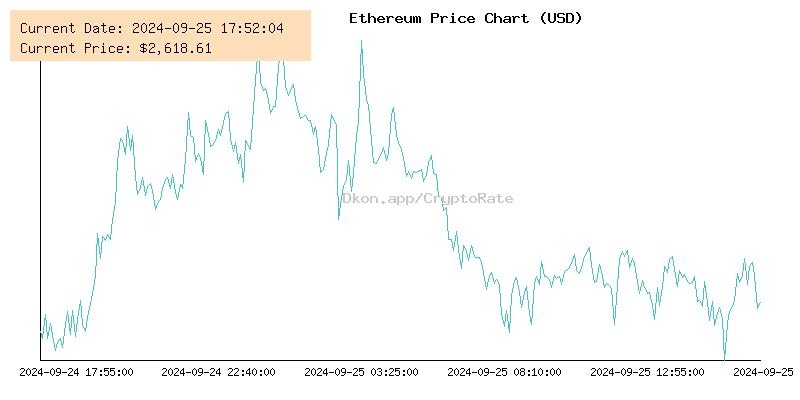 Ethereum Price Chart (USD)
Current Date: 2024-09-25 17:52:04
Current Price: $2,618.61
Dkon.app/CryptoRate
2024-09-24 17:55:00
2024-09-24 22:40:00
2024-09-25 03:25:00
2024-09-25 08:10:00
2024-09-25 12:55:00
2024-09-25